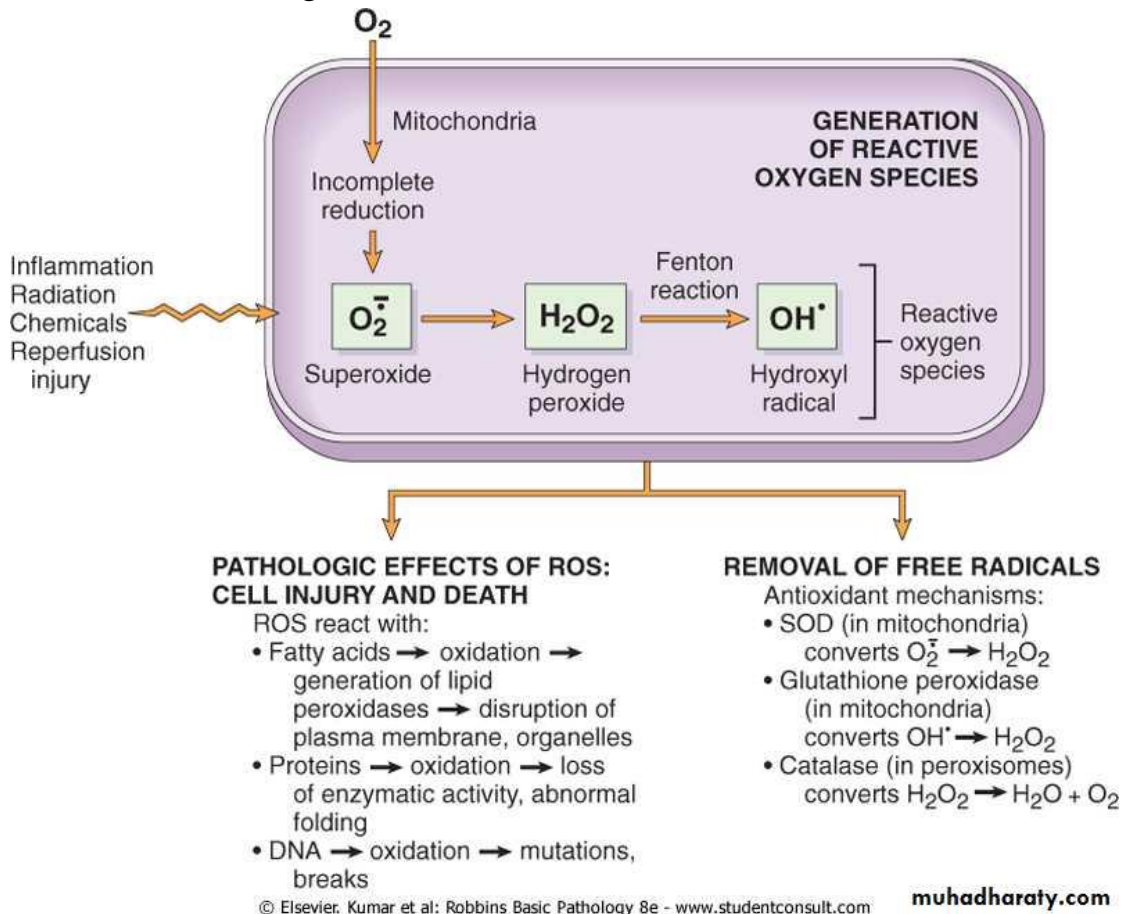 O₂
Mitochondria
GENERATION
OF REACTIVE
OXYGEN SPECIES
Incomplete
reduction
Inflammation
Radiation
Chemicals
Reperfusion
injury
O₂•̄
Superoxide
H₂O₂
Hydrogen
peroxide
Fenton
reaction
OH•
Hydroxyl
radical
Reactive
oxygen
species
PATHOLOGIC EFFECTS OF ROS:
CELL INJURY AND DEATH
ROS react with:
• Fatty acids → oxidation →
generation of lipid
peroxidases → disruption of
plasma membrane, organelles
• Proteins → oxidation → loss
of enzymatic activity, abnormal
folding
• DNA → oxidation → mutations,
breaks
REMOVAL OF FREE RADICALS
Antioxidant mechanisms:
• SOD (in mitochondria)
converts O₂•̄ → H₂O₂
• Glutathione peroxidase
(in mitochondria)
converts OH• → H₂O₂
• Catalase (in peroxisomes)
converts H₂O₂ → H₂O + O₂
© Elsevier. Kumar et al: Robbins Basic Pathology 8e - www.studentconsult.com
muhadharaty.com